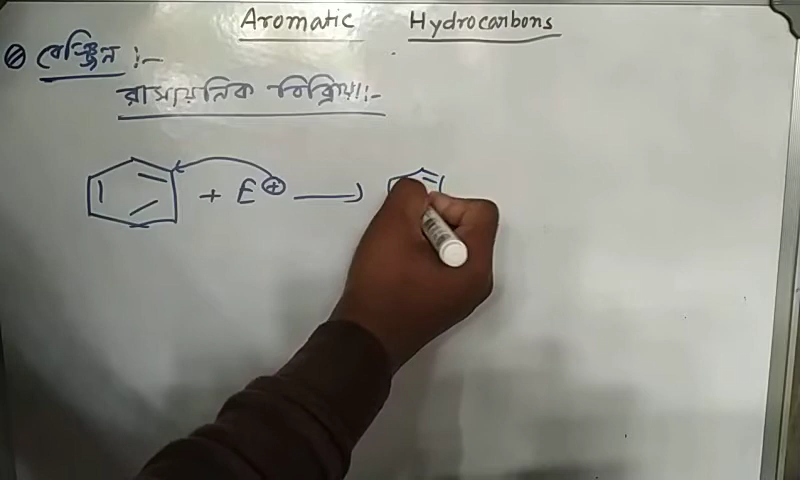 Aromatic Hydrocarbons
বেঞ্জিন :-
রাসায়নিক বিক্রিয়া :-
+ E⊕ ⟶